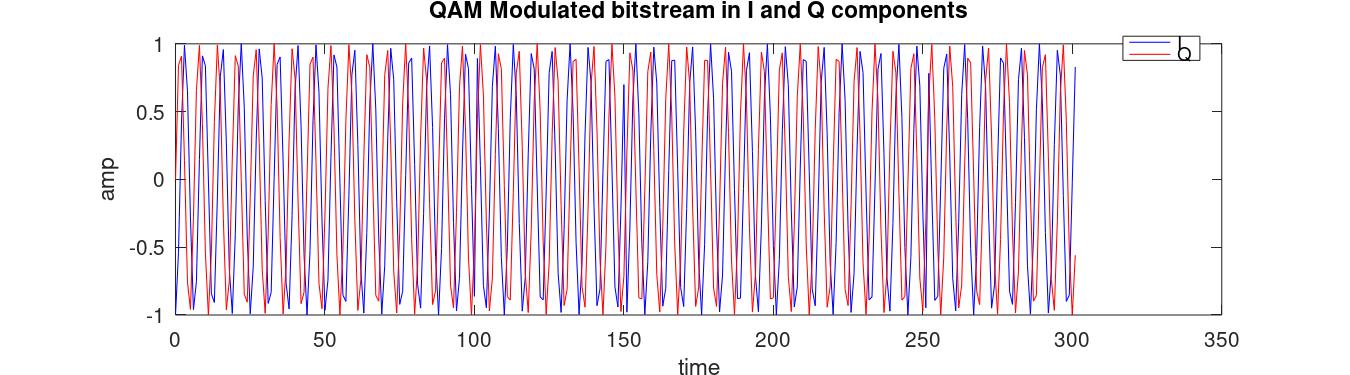 QAM Modulated bitstream in I and Q components
1
0.5
0
-0.5
-1
amp
I
Q
0 50 100 150 200 250 300 350
time